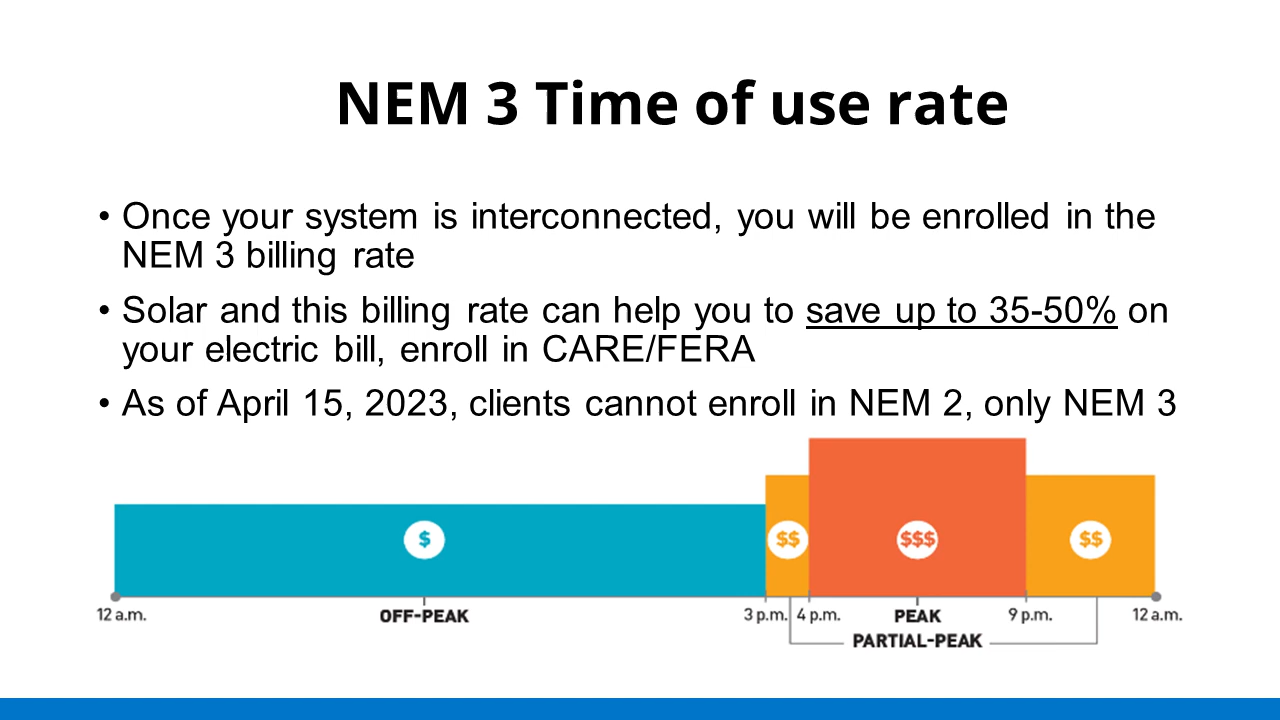 NEM 3 Time of use rate
• Once your system is interconnected, you will be enrolled in the
NEM 3 billing rate
• Solar and this billing rate can help you to save up to 35-50% on
your electric bill, enroll in CARE/FERA
• As of April 15, 2023, clients cannot enroll in NEM 2, only NEM 3
$ $$ $$$ $$
12 a.m. OFF-PEAK 3 p.m. 4 p.m. PEAK 9 p.m. 12 a.m.
PARTIAL-PEAK